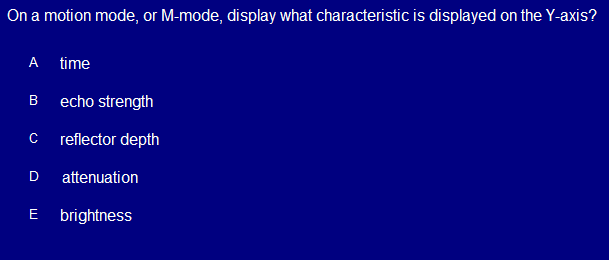 On a motion mode, or M-mode, display what characteristic is displayed on the Y-axis?
A time
B echo strength
C reflector depth
D attenuation
E brightness